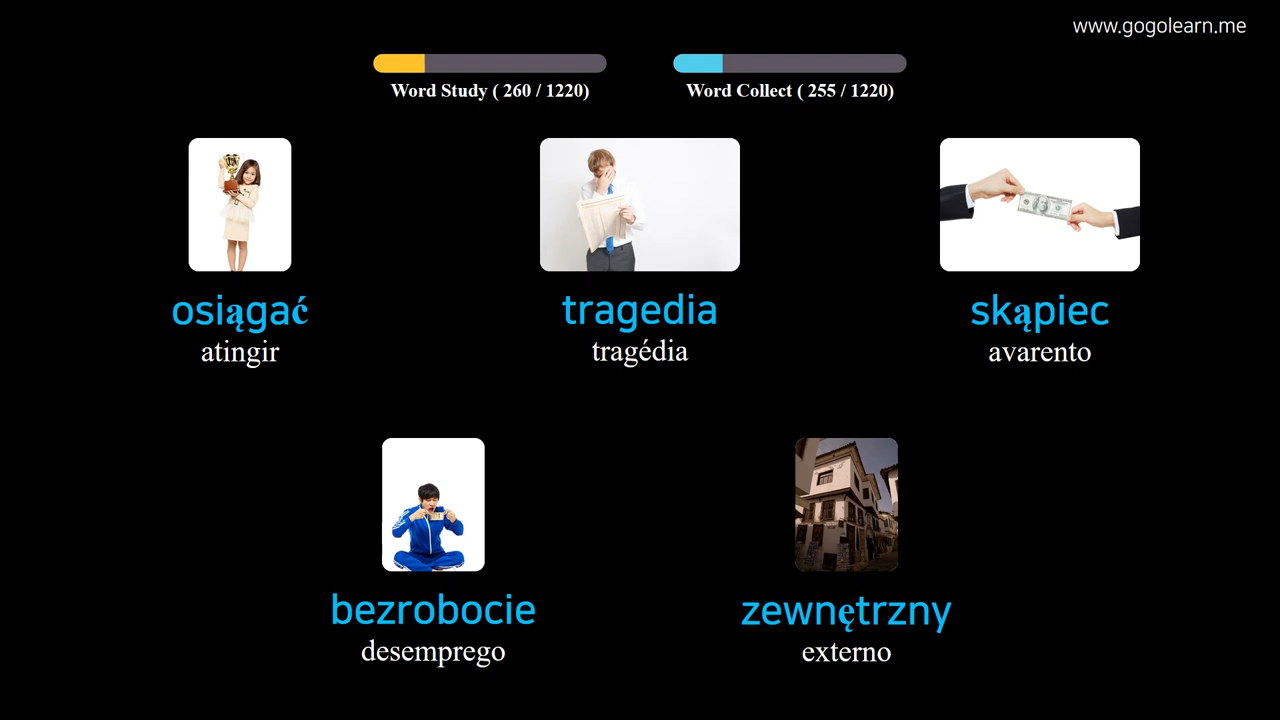 www.gogolearn.me
Word Study ( 260 / 1220)
Word Collect ( 255 / 1220)
osiągać
atingir
tragedia
tragédia
skąpiec
avarento
bezrobocie
desemprego
zewnętrzny
externo